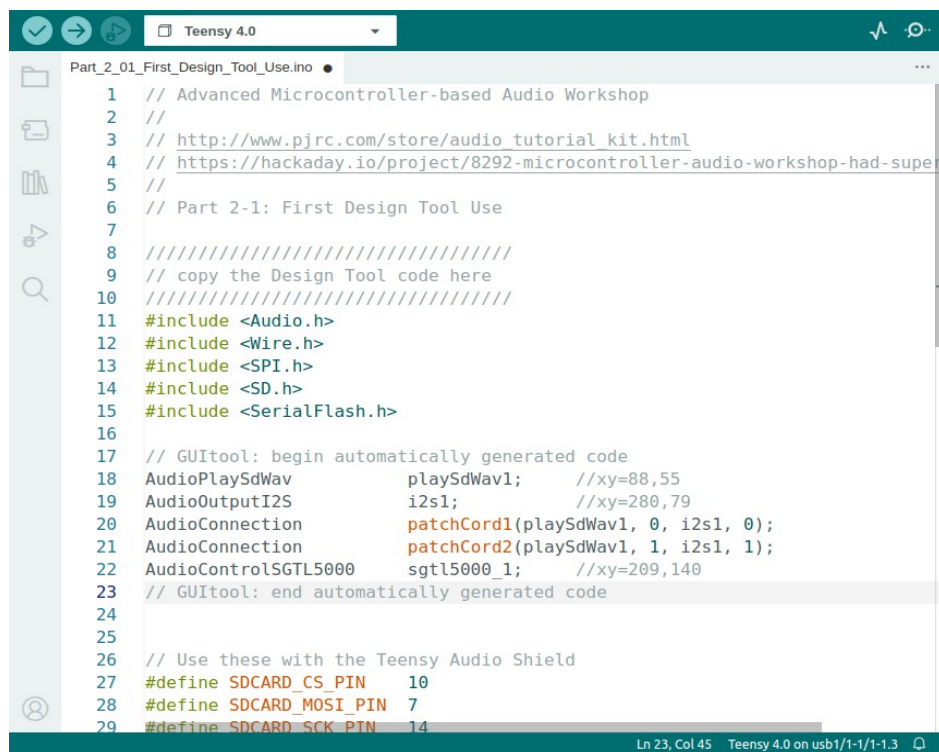 Teensy 4.0
Part_2_01_First_Design_Tool_Use.ino
1 // Advanced Microcontroller-based Audio Workshop
2 //
3 // http://www.pjrc.com/store/audio_tutorial_kit.html
4 // https://hackaday.io/project/8292-microcontroller-audio-workshop-had-super
5 //
6 // Part 2-1: First Design Tool Use
7
8 ///////////////////////////////////
9 // copy the Design Tool code here
10 ///////////////////////////////////
11 #include <Audio.h>
12 #include <Wire.h>
13 #include <SPI.h>
14 #include <SD.h>
15 #include <SerialFlash.h>
16
17 // GUItool: begin automatically generated code
18 AudioPlaySdWav playSdWav1; //xy=88,55
19 AudioOutputI2S i2s1; //xy=280,79
20 AudioConnection patchCord1(playSdWav1, 0, i2s1, 0);
21 AudioConnection patchCord2(playSdWav1, 1, i2s1, 1);
22 AudioControlSGTL5000 sgtl5000_1; //xy=209,140
23 // GUItool: end automatically generated code
24
25
26 // Use these with the Teensy Audio Shield
27 #define SDCARD_CS_PIN 10
28 #define SDCARD_MOSI_PIN 7
29 #define SDCARD_SCK_PIN 14
Ln 23, Col 45 Teensy 4.0 on usb1/1-1/1-1.3